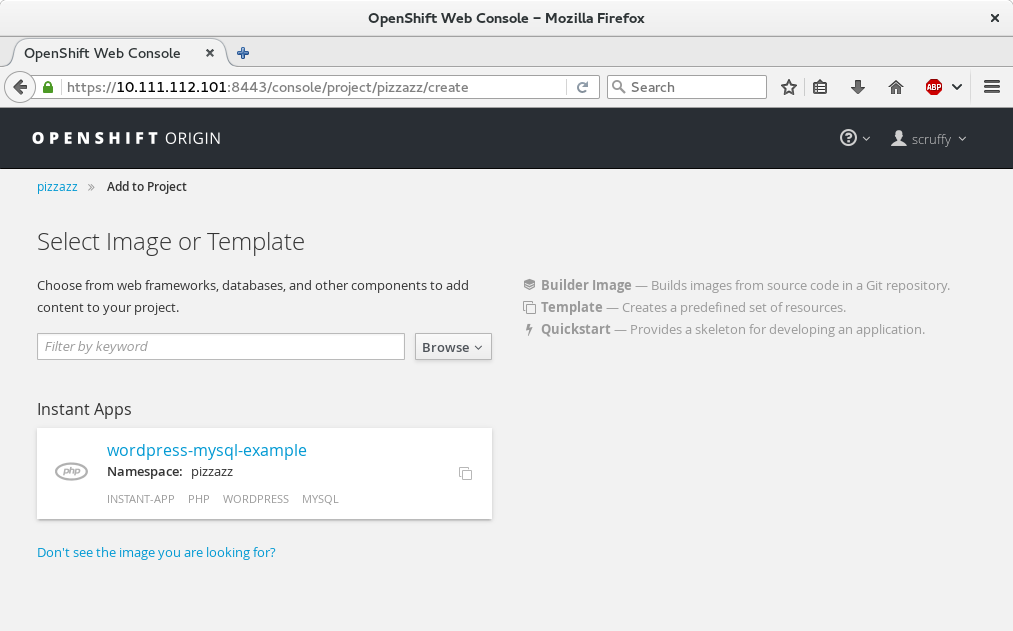 OpenShift Web Console – Mozilla Firefox
OpenShift Web Console
https://10.111.112.101:8443/console/project/pizzazz/create
Search
ABP
OPENSHIFT ORIGIN
scruffy
pizzazz » Add to Project
Select Image or Template
Choose from web frameworks, databases, and other components to add
content to your project.
Filter by keyword
Browse
Builder Image — Builds images from source code in a Git repository.
Template — Creates a predefined set of resources.
Quickstart — Provides a skeleton for developing an application.
Instant Apps
php
wordpress-mysql-example
Namespace: pizzazz
INSTANT-APP PHP WORDPRESS MYSQL
Don't see the image you are looking for?